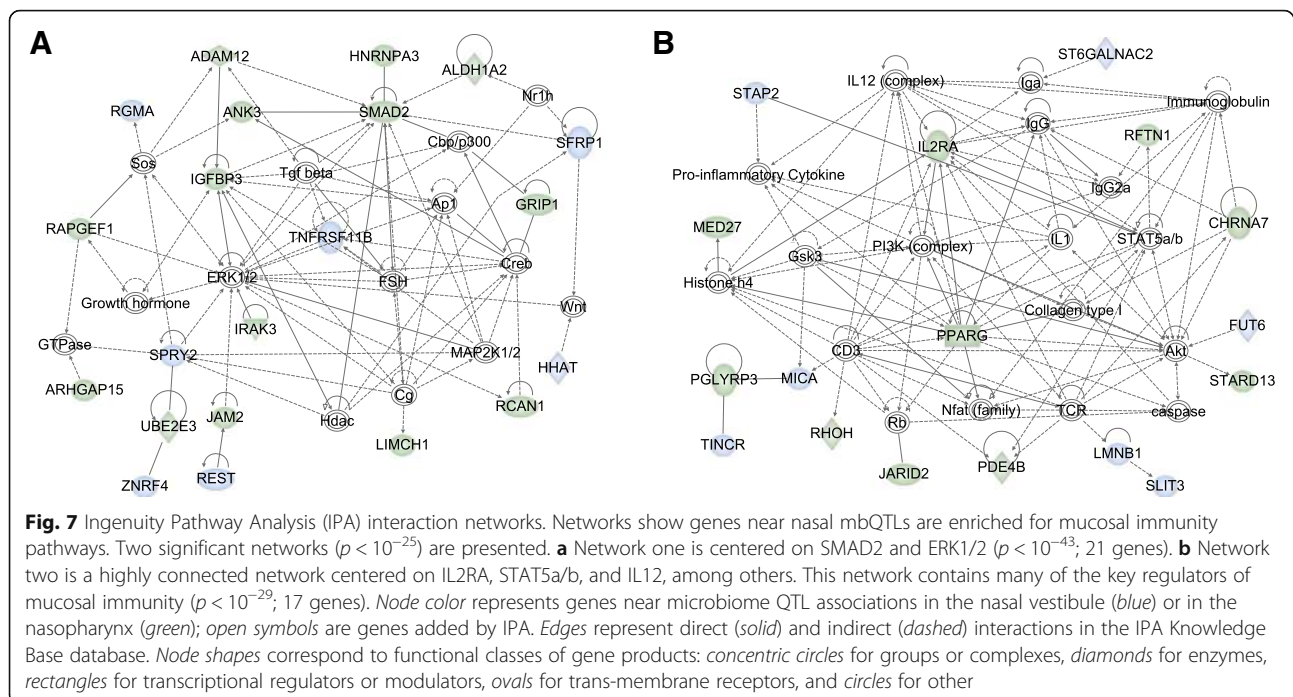 A
B
ADAM12
HNRNPA3
ALDH1A2
Nr1h
RGMA
ANK3
SMAD2
SFRP1
Cbp/p300
Sos
IGFBP3
Tgf beta
Ap1
GRIP1
RAPGEF1
TNFRSF11B
Creb
ERK1/2
FSH
Growth hormone
Wnt
IRAK3
GTPase
SPRY2
MAP2K1/2
HHAT
ARHGAP15
Cg
RCAN1
UBE2E3
JAM2
Hdac
LIMCH1
ZNRF4
REST
ST6GALNAC2
IL12 (complex)
Iga
STAP2
Immunoglobulin
IgG
RFTN1
IL2RA
Pro-inflammatory Cytokine
IgG2a
CHRNA7
MED27
PI3K (complex)
IL1
STAT5a/b
Gsk3
Histone h4
Collagen type I
FUT6
PPARG
CD3
Akt
PGLYRP3
MICA
STARD13
Nfat (family)
TCR
caspase
Rb
RHOH
TINCR
LMNB1
JARID2
PDE4B
SLIT3
Fig. 7 Ingenuity Pathway Analysis (IPA) interaction networks. Networks show genes near nasal mbQTLs are enriched for mucosal immunity
pathways. Two significant networks (p < 10⁻²⁵) are presented. a Network one is centered on SMAD2 and ERK1/2 (p < 10⁻⁴³; 21 genes). b Network
two is a highly connected network centered on IL2RA, STAT5a/b, and IL12, among others. This network contains many of the key regulators of
mucosal immunity (p < 10⁻²⁹; 17 genes). Node color represents genes near microbiome QTL associations in the nasal vestibule (blue) or in the
nasopharynx (green); open symbols are genes added by IPA. Edges represent direct (solid) and indirect (dashed) interactions in the IPA Knowledge
Base database. Node shapes correspond to functional classes of gene products: concentric circles for groups or complexes, diamonds for enzymes,
rectangles for transcriptional regulators or modulators, ovals for trans-membrane receptors, and circles for other